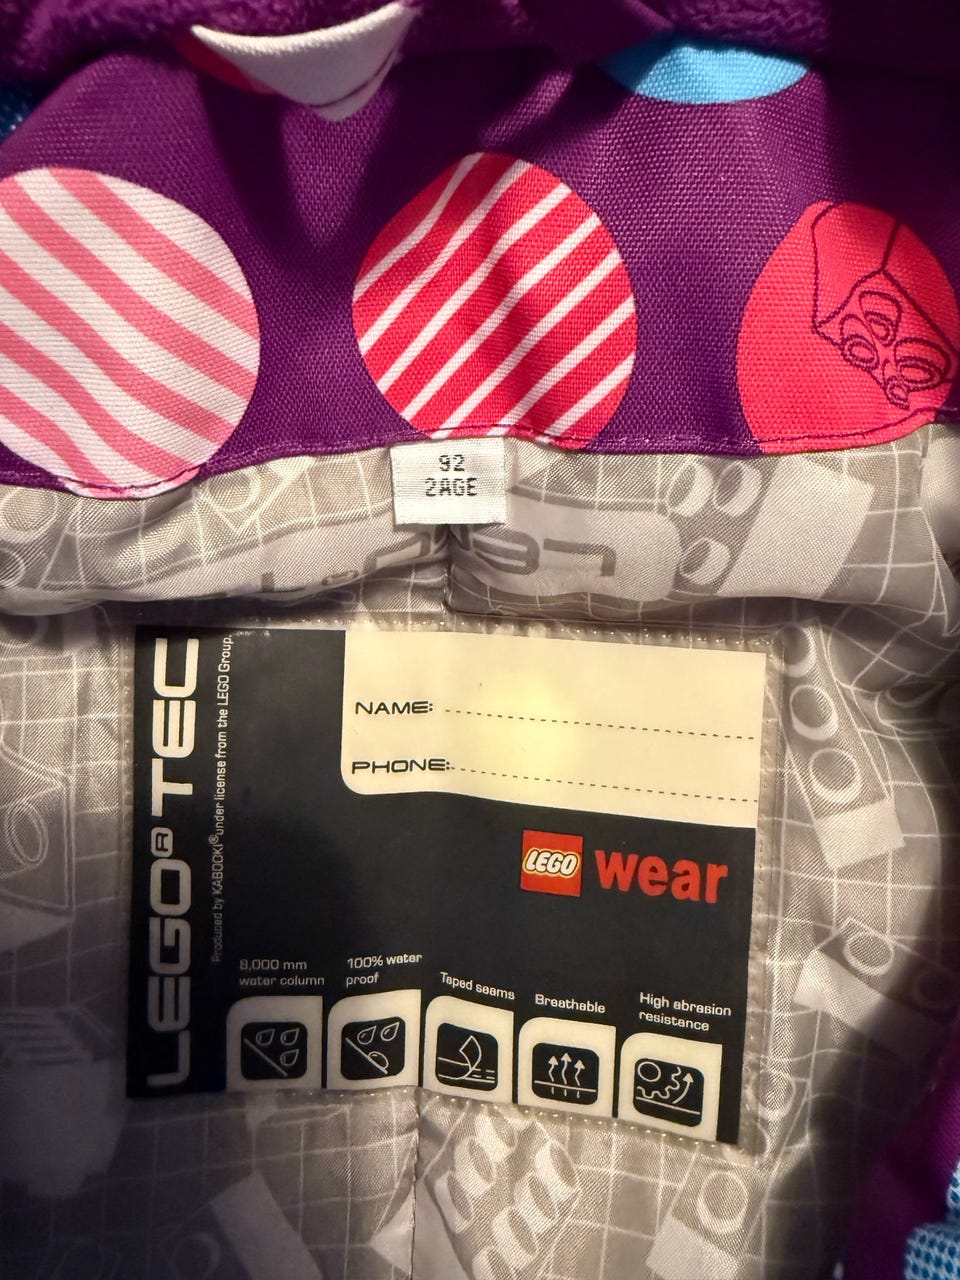 92
2AGE
LEGO® TEC
Produced by KABOOKI® under license from the LEGO Group.
NAME:
PHONE:
LEGO wear
8,000 mm
water column
100% water
proof
Taped seams
Breathable
High abrasion
resistance